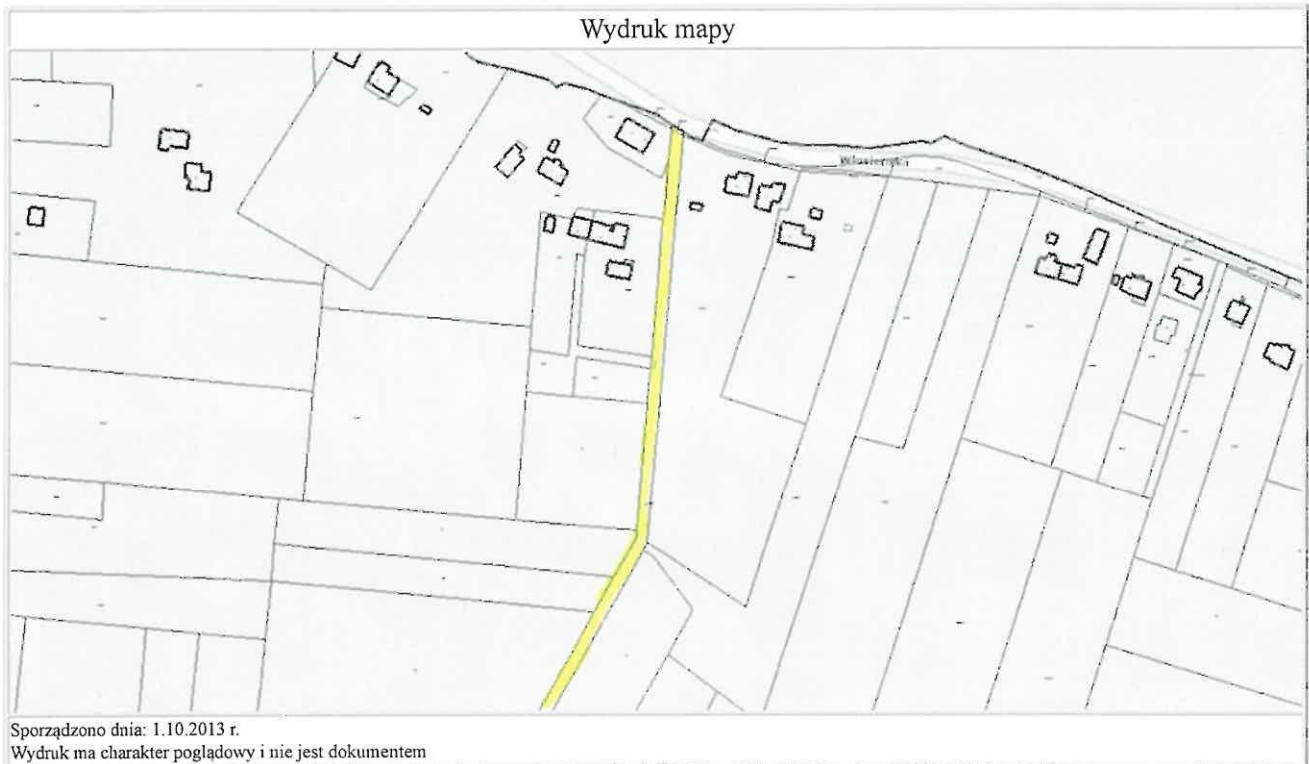 Wydruk mapy
Sporządzono dnia: 1.10.2013 r.
Wydruk ma charakter poglądowy i nie jest dokumentem